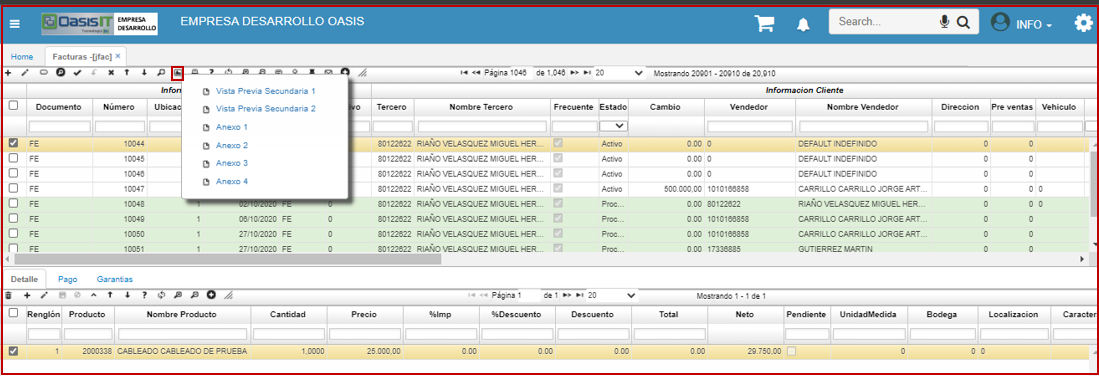 OasisIT EMPRESA DESARROLLO
EMPRESA DESARROLLO OASIS
Search...
INFO
Home Facturas -[jfac] ×
Página 1046 de 1,046 20 Mostrando 20901 - 20910 de 20,910
Informacion Cliente
Documento Número Tercero Nombre Tercero Frecuente Estado Cambio Vendedor Nombre Vendedor Direccion Pre ventas Vehiculo
Vista Previa Secundaria 1
Vista Previa Secundaria 2
Anexo 1
Anexo 2
Anexo 3
Anexo 4
FE 10044 80122622 RIAÑO VELASQUEZ MIGUEL HER... Activo 0.00 0 DEFAULT INDEFINIDO 0 0
FE 10045 80122622 RIAÑO VELASQUEZ MIGUEL HER... Activo 0.00 0 DEFAULT INDEFINIDO 0 0
FE 10046 80122622 RIAÑO VELASQUEZ MIGUEL HER... Activo 0.00 0 DEFAULT INDEFINIDO 0 0
FE 10047 80122622 RIAÑO VELASQUEZ MIGUEL HER... Activo 500.000,00 1010166858 CARRILLO CARRILLO JORGE ART... 0 0 0
FE 10048 1 02/10/2020 FE 0 80122622 RIAÑO VELASQUEZ MIGUEL HER... Proc... 0.00 80122622 RIAÑO VELASQUEZ MIGUEL HER... 0 0 0
FE 10049 1 06/10/2020 FE 0 80122622 RIAÑO VELASQUEZ MIGUEL HER... Proc... 0.00 1010166858 CARRILLO CARRILLO JORGE ART... 0 0
FE 10050 1 27/10/2020 FE 0 80122622 RIAÑO VELASQUEZ MIGUEL HER... Proc... 0.00 1010166858 CARRILLO CARRILLO JORGE ART... 0 0
FE 10051 1 27/10/2020 FE 0 80122622 RIAÑO VELASQUEZ MIGUEL HER... Proc... 0.00 17336885 GUTIERREZ MARTIN 0 0
Detalle Pago Garantias
Página 1 de 1 20 Mostrando 1 - 1 de 1
Renglón Producto Nombre Producto Cantidad Precio %Imp %Descuento Descuento Total Neto Pendiente UnidadMedida Bodega Localizacion Caracter
1 2000338 CABLEADO CABLEADO DE PRUEBA 1,0000 25.000,00 0.00 0.00 0.00 0.00 29.750,00 0 0 0